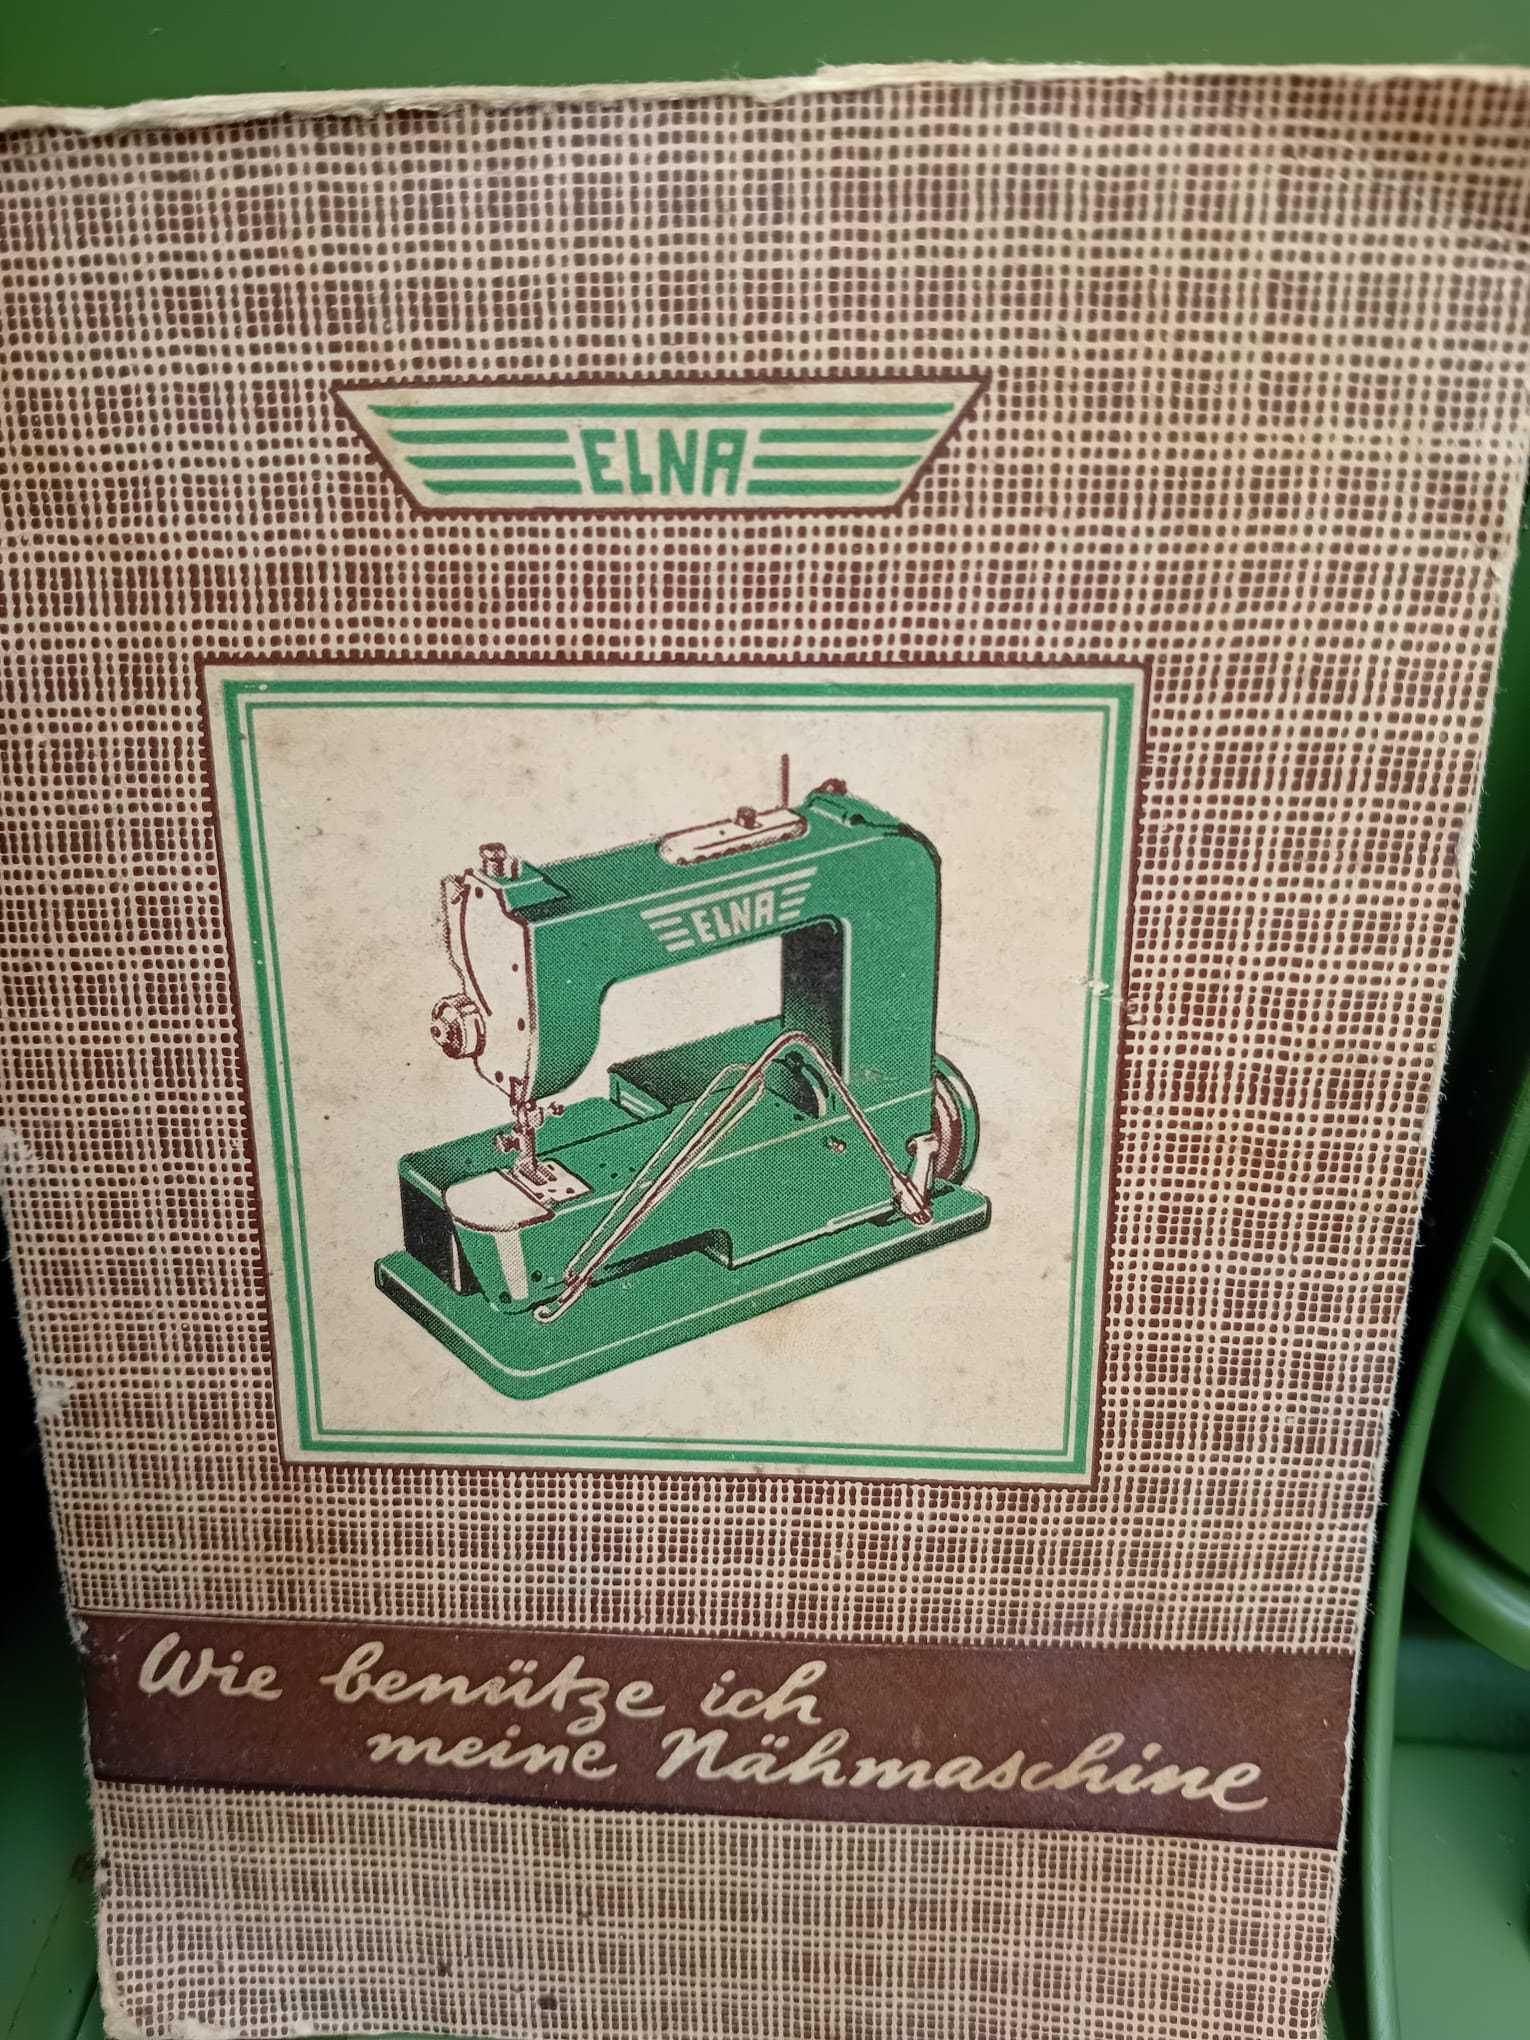 ELNA
ELNA
Wie benütze ich
meine Nähmaschine